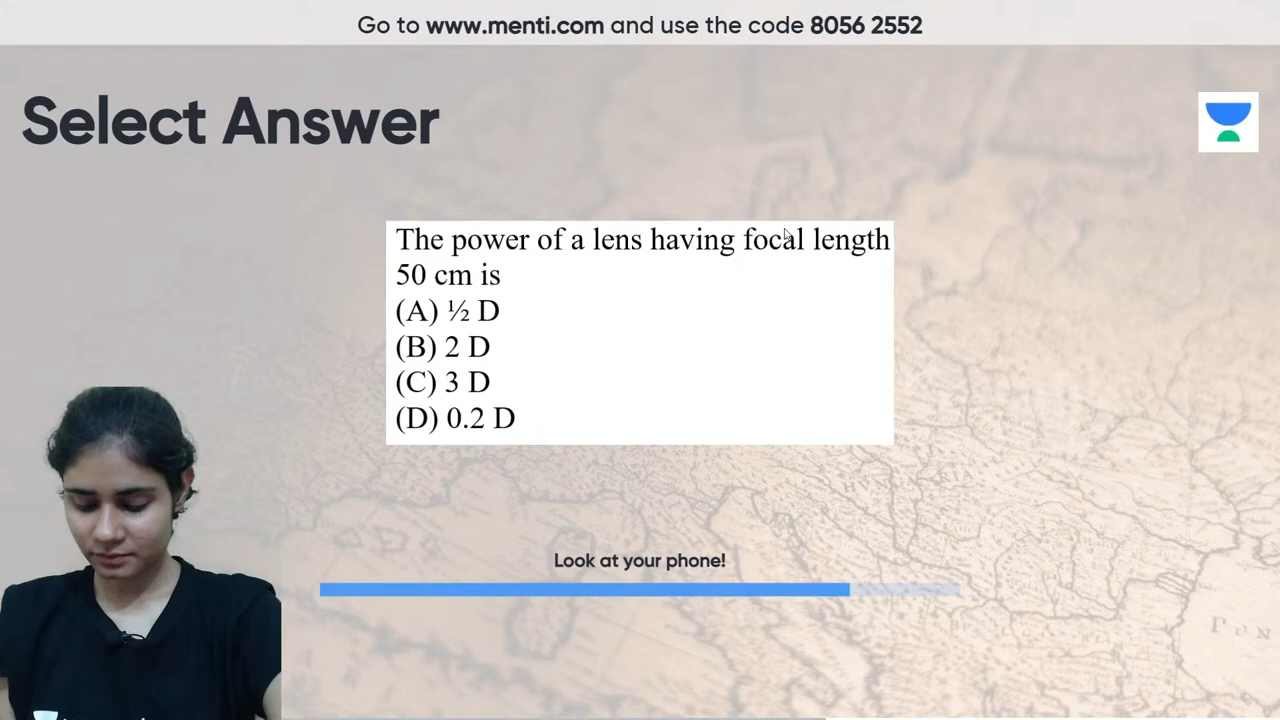 Go to www.menti.com and use the code 8056 2552
Select Answer
The power of a lens having focal length
50 cm is
(A) ½ D
(B) 2 D
(C) 3 D
(D) 0.2 D
Look at your phone!